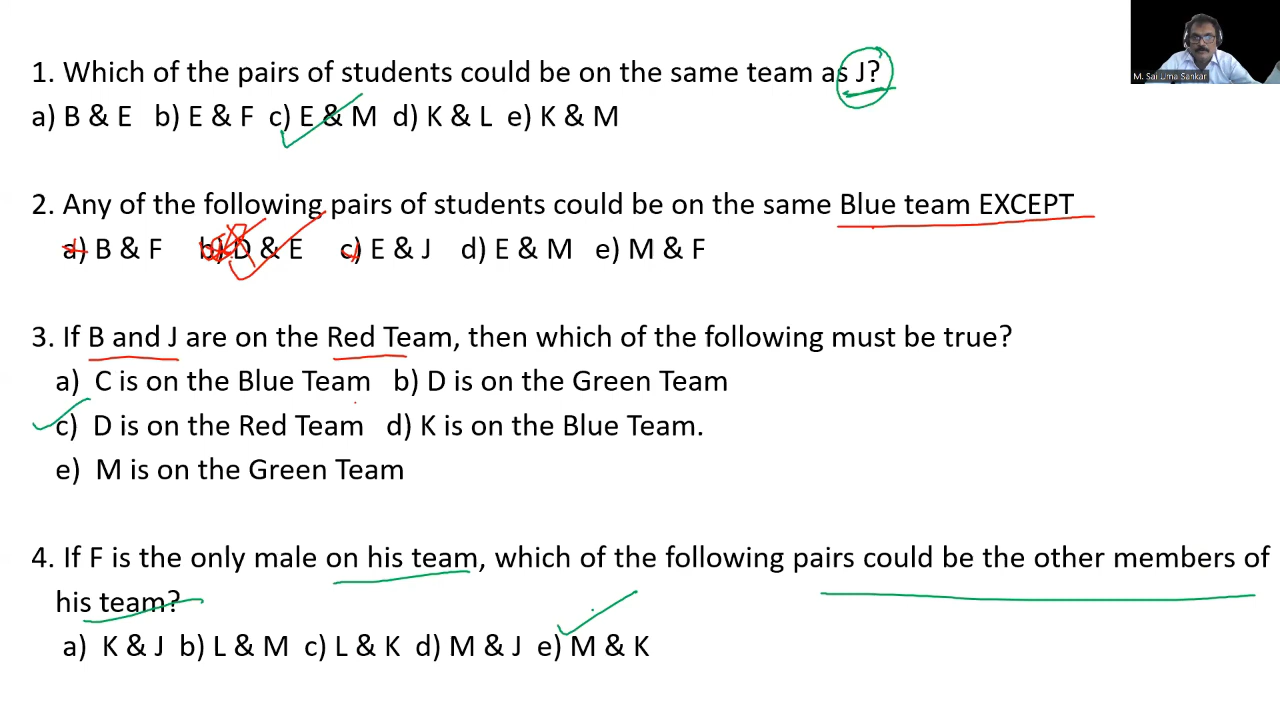 1. Which of the pairs of students could be on the same team as J?
a) B & E b) E & F c) E & M d) K & L e) K & M
2. Any of the following pairs of students could be on the same Blue team EXCEPT
a) B & F b) D & E c) E & J d) E & M e) M & F
3. If B and J are on the Red Team, then which of the following must be true?
a) C is on the Blue Team b) D is on the Green Team
c) D is on the Red Team d) K is on the Blue Team.
e) M is on the Green Team
4. If F is the only male on his team, which of the following pairs could be the other members of
his team?
a) K & J b) L & M c) L & K d) M & J e) M & K
M. Sai Uma Sankar